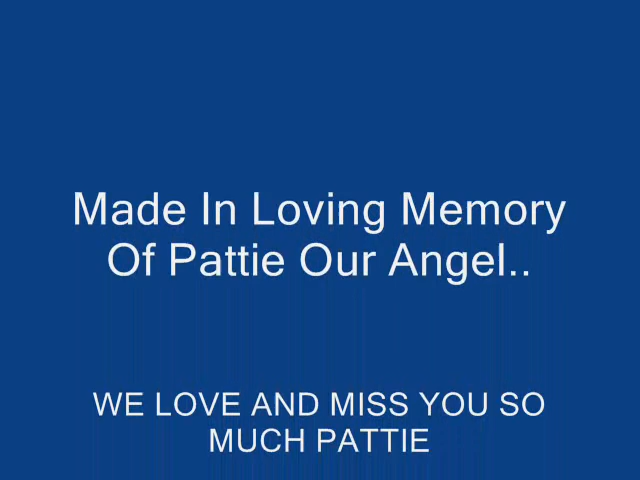 Made In Loving Memory
Of Pattie Our Angel..
WE LOVE AND MISS YOU SO
MUCH PATTIE